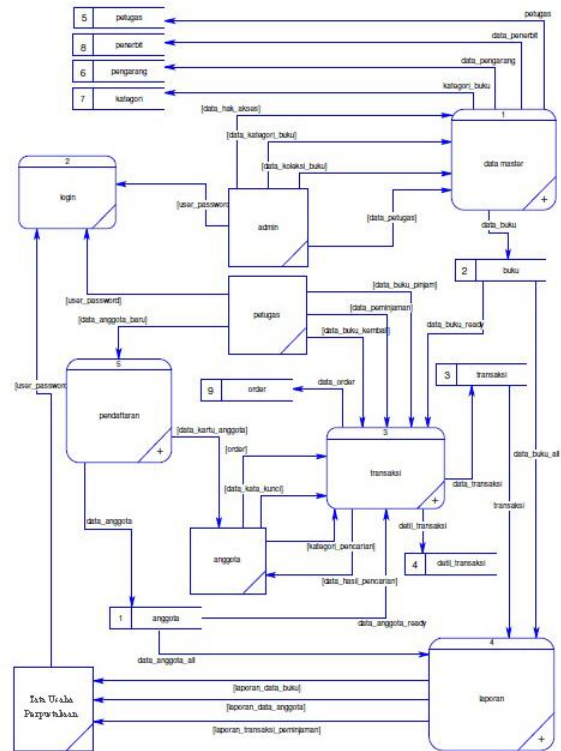 5 petugas
petugas
8 penerbit
data_penerbit
6 pengarang
data_pengarang
7 kategori
kategori_buku
[data_hak_akses]
1
data master
+
[data_kategori_buku]
[data_koleksi_buku]
2
login
[user_password]
admin
[data_petugas]
data_buku
2 buku
petugas
[data_buku_pinjam]
[user_password]
[data_peminjaman]
[data_anggota_baru]
[data_buku_kembali]
data_buku_ready
5
pendaftaran
+
[user_password]
9 order
data_order
3 transaksi
[data_kartu_anggota]
3
transaksi
+
[order]
data_buku_all
[data_kata_kunci]
data_transaksi
transaksi
data_anggota
anggota
[kategori_pencarian]
detil_transaksi
4 detil_transaksi
[data_hasil_pencarian]
1 anggota
data_anggota_ready
data_anggota_all
4
laporan
+
Tata Usaha
Perpustakaan
[laporan_data_buku]
[laporan_data_anggota]
[laporan_transaksi_peminjaman]